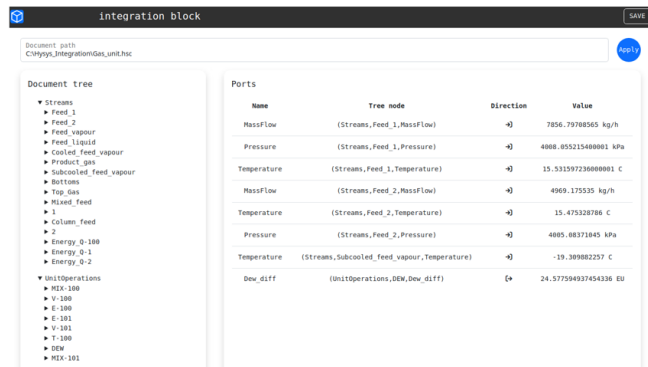 integration block
SAVE
Document path
C:\Hysys_Integration\Gas_unit.hsc
Apply
Document tree
Streams
Feed_1
Feed_2
Feed_vapour
Feed_liquid
Cooled_feed_vapour
Product_gas
Subcooled_feed_vapour
Bottoms
Top_Gas
Mixed_feed
1
Column_feed
2
Energy_Q-100
Energy_Q-1
Energy_Q-2
UnitOperations
MIX-100
V-100
E-100
E-101
V-101
T-100
DEW
MIX-101
Ports
Name Tree node Direction Value
MassFlow (Streams,Feed_1,MassFlow) 7856.79708565 kg/h
Pressure (Streams,Feed_1,Pressure) 4008.055215400001 kPa
Temperature (Streams,Feed_1,Temperature) 15.531597236000001 C
MassFlow (Streams,Feed_2,MassFlow) 4969.175535 kg/h
Temperature (Streams,Feed_2,Temperature) 15.475328786 C
Pressure (Streams,Feed_2,Pressure) 4005.08371045 kPa
Temperature (Streams,Subcooled_feed_vapour,Temperature) -19.309882257 C
Dew_diff (UnitOperations,DEW,Dew_diff) 24.577594937454336 EU